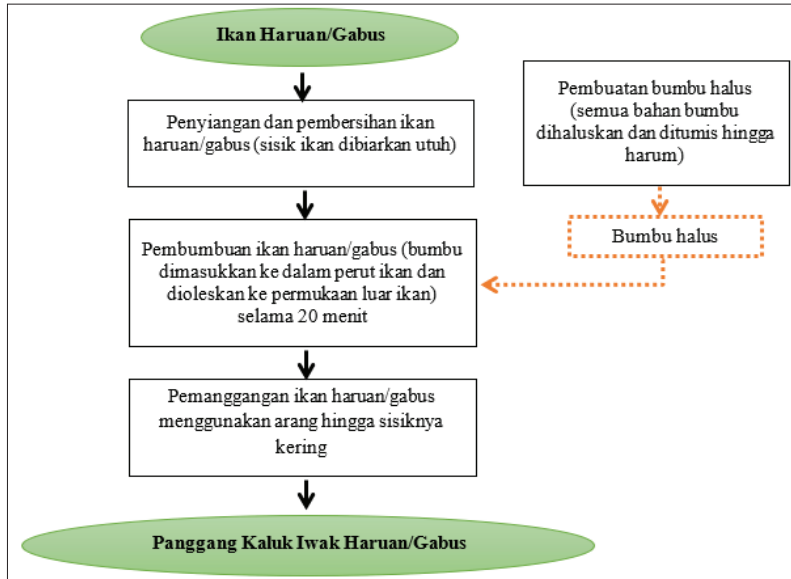 Ikan Haruan/Gabus
Penyiangan dan pembersihan ikan
haruan/gabus (sisik ikan dibiarkan utuh)
Pembuatan bumbu halus
(semua bahan bumbu
dihaluskan dan ditumis hingga
harum)
Bumbu halus
Pembumbuan ikan haruan/gabus (bumbu
dimasukkan ke dalam perut ikan dan
dioleskan ke permukaan luar ikan)
selama 20 menit
Pemanggangan ikan haruan/gabus
menggunakan arang hingga sisiknya
kering
Panggang Kaluk Iwak Haruan/Gabus